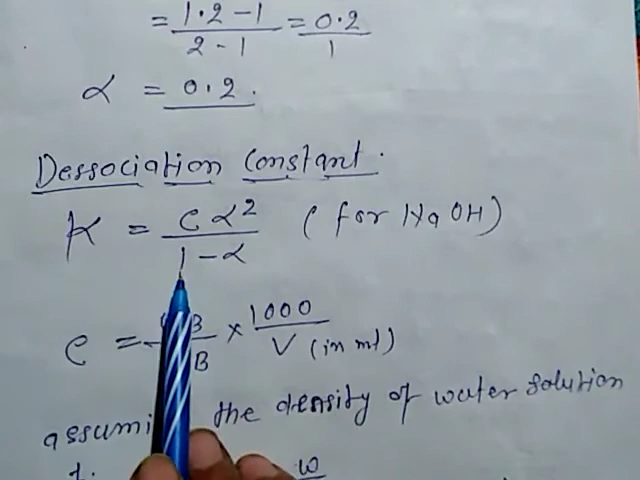 = 1.2 - 1 / 2 - 1 = 0.2 / 1
α = 0.2.
Dessociation Constant.
K = cα² / 1 - α (for NaOH)
c = B / B × 1000 / V (in ml)
assumi the density of water solution
w